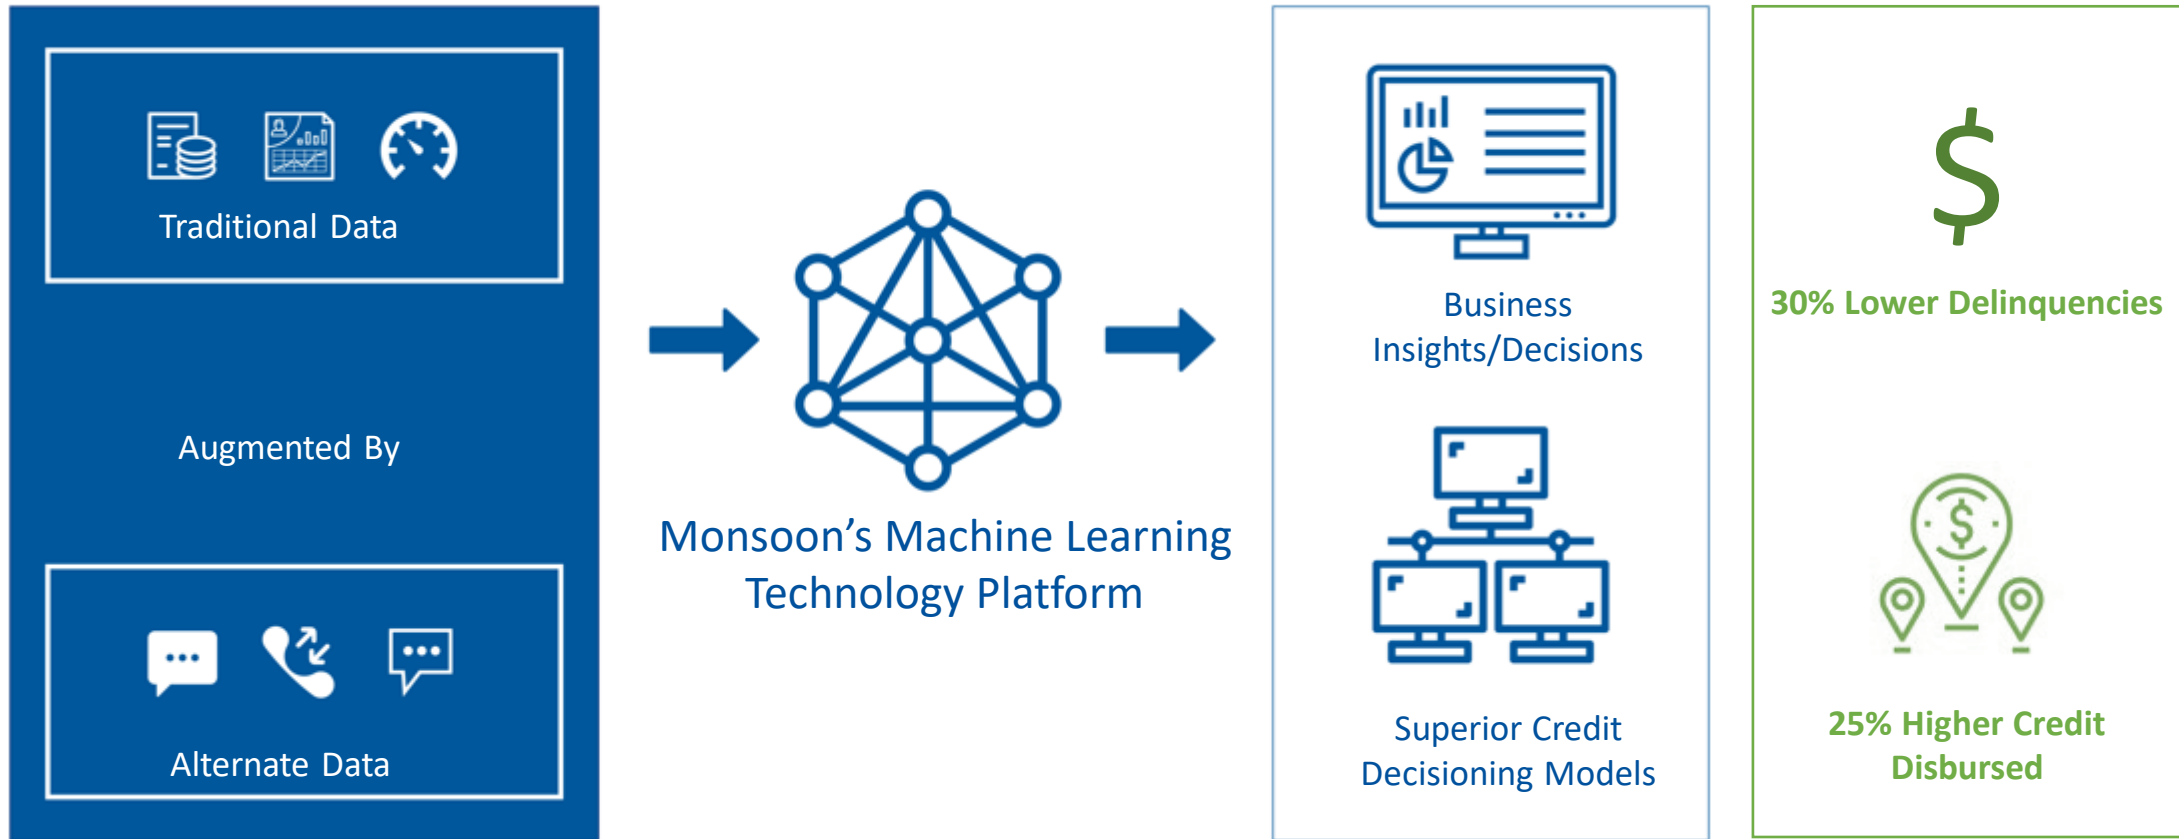 Traditional Data
Augmented By
Alternate Data
Monsoon’s Machine Learning
Technology Platform
Business
Insights/Decisions
Superior Credit
Decisioning Models
$
30% Lower Delinquencies
$
25% Higher Credit
Disbursed